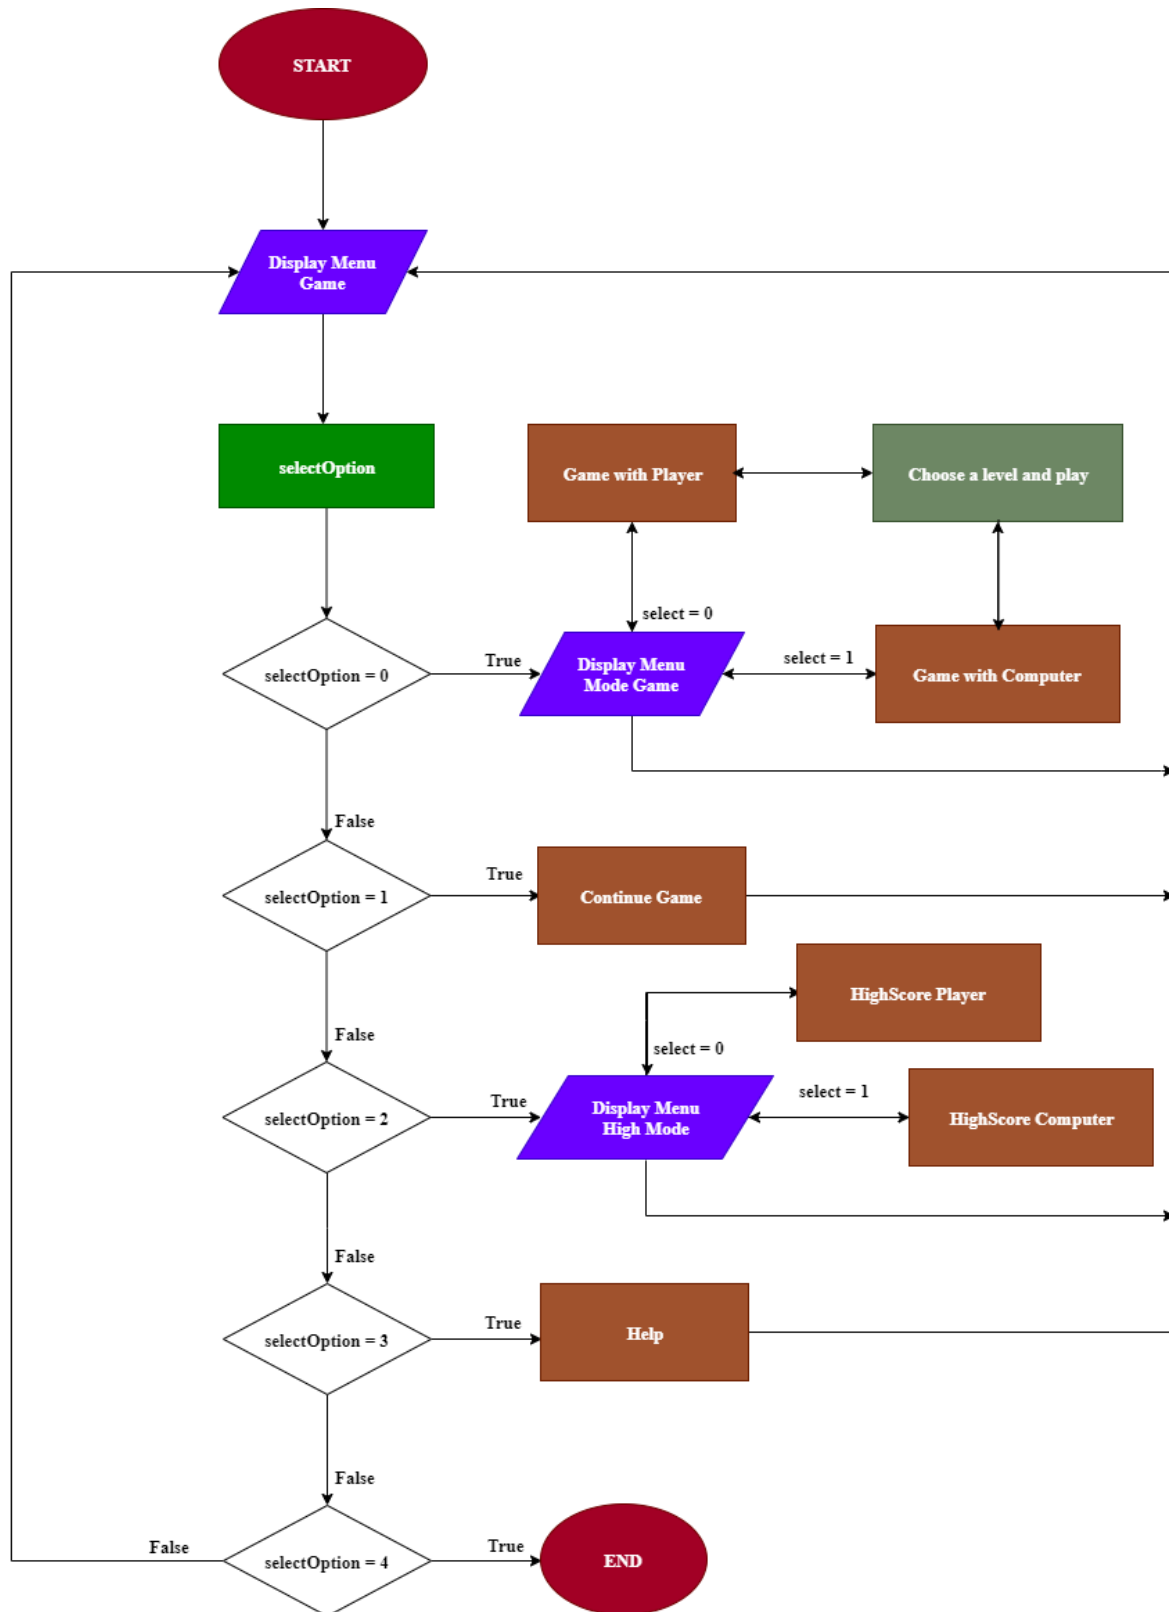 START
Display Menu
Game
selectOption
Game with Player
Choose a level and play
select = 0
selectOption = 0
True
Display Menu
Mode Game
select = 1
Game with Computer
False
selectOption = 1
True
Continue Game
HighScore Player
False
select = 0
selectOption = 2
True
Display Menu
High Mode
select = 1
HighScore Computer
False
selectOption = 3
True
Help
False
False
selectOption = 4
True
END